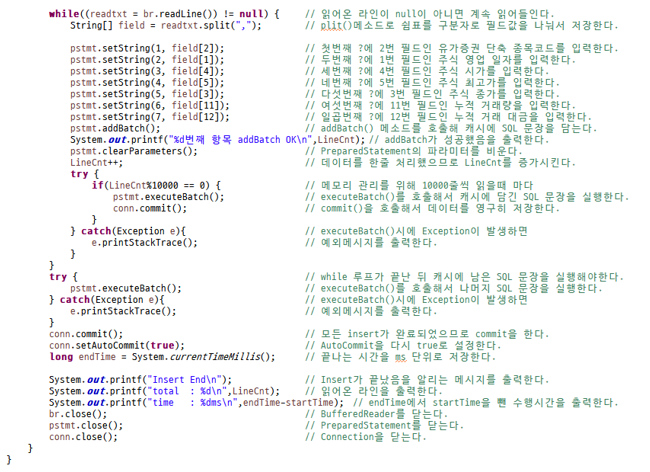 while((readtxt = br.readLine()) != null) {    // 읽어온 라인이 null이 아니면 계속 읽어들인다.
String[] field = readtxt.split(",");    // plit()메소드로 쉼표를 구분자로 필드값을 나눠서 저장한다.
pstmt.setString(1, field[2]);    // 첫번째 ?에 2번 필드인 유가증권 단축 종목코드를 입력한다.
pstmt.setString(2, field[1]);    // 두번째 ?에 1번 필드인 주식 영업 일자를 입력한다.
pstmt.setString(3, field[4]);    // 세번째 ?에 4번 필드인 주식 시가를 입력한다.
pstmt.setString(4, field[5]);    // 네번째 ?에 5번 필드인 주식 최고가를 입력한다.
pstmt.setString(5, field[3]);    // 다섯번째 ?에 3번 필드인 주식 종가를 입력한다.
pstmt.setString(6, field[11]);    // 여섯번째 ?에 11번 필드인 누적 거래량을 입력한다.
pstmt.setString(7, field[12]);    // 일곱번째 ?에 12번 필드인 누적 거래 대금을 입력한다.
pstmt.addBatch();    // addBatch() 메소드를 호출해 캐시에 SQL 문장을 담는다.
System.out.printf("%d번째 항목 addBatch OK\n",LineCnt); // addBatch가 성공했음을 출력한다.
pstmt.clearParameters();    // PreparedStatement의 파라미터를 비운다.
LineCnt++;    // 데이터를 한줄 처리했으므로 LineCnt를 증가시킨다.
try {
if(LineCnt%10000 == 0) {    // 메모리 관리를 위해 10000줄씩 읽을때 마다
pstmt.executeBatch();    // executeBatch()를 호출해서 캐시에 담긴 SQL 문장을 실행한다.
conn.commit();    // commit()을 호출해서 데이터를 영구히 저장한다.
}
} catch(Exception e){    // executeBatch()시에 Exception이 발생하면
e.printStackTrace();    // 예외메시지를 출력한다.
}
}
try {    // while 루프가 끝난 뒤 캐시에 남은 SQL 문장을 실행해야한다.
pstmt.executeBatch();    // executeBatch()를 호출해서 나머지 SQL 문장을 실행한다.
} catch(Exception e){    // executeBatch()시에 Exception이 발생하면
e.printStackTrace();    // 예외메시지를 출력한다.
}
conn.commit();    // 모든 insert가 완료되었으므로 commit을 한다.
conn.setAutoCommit(true);    // AutoCommit을 다시 true로 설정한다.
long endTime = System.currentTimeMillis();    // 끝나는 시간을 ms 단위로 저장한다.
System.out.printf("Insert End\n");    // Insert가 끝났음을 알리는 메시지를 출력한다.
System.out.printf("total  : %d\n",LineCnt);    // 읽어온 라인을 출력한다.
System.out.printf("time   : %dms\n",endTime-startTime);  // endTime에서 startTime을 뺀 수행시간을 출력한다.
br.close();    // BufferedReader를 닫는다.
pstmt.close();    // PreparedStatement를 닫는다.
conn.close();    // Connection을 닫는다.
}
}